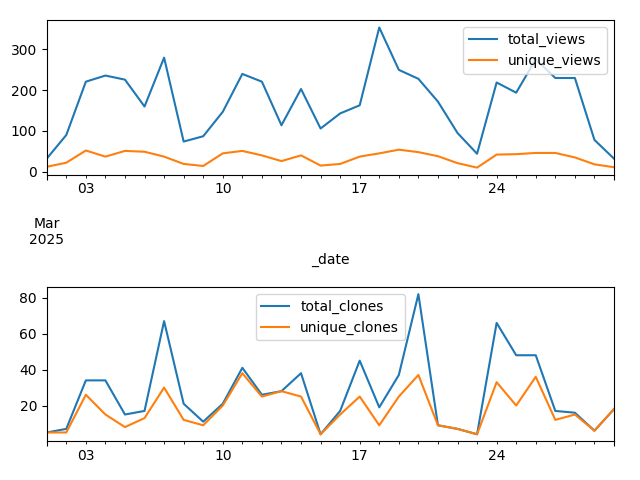 300
200
100
0
total_views
unique_views
03
10
17
24
Mar
2025
_date
80
60
40
20
total_clones
unique_clones
03
10
17
24